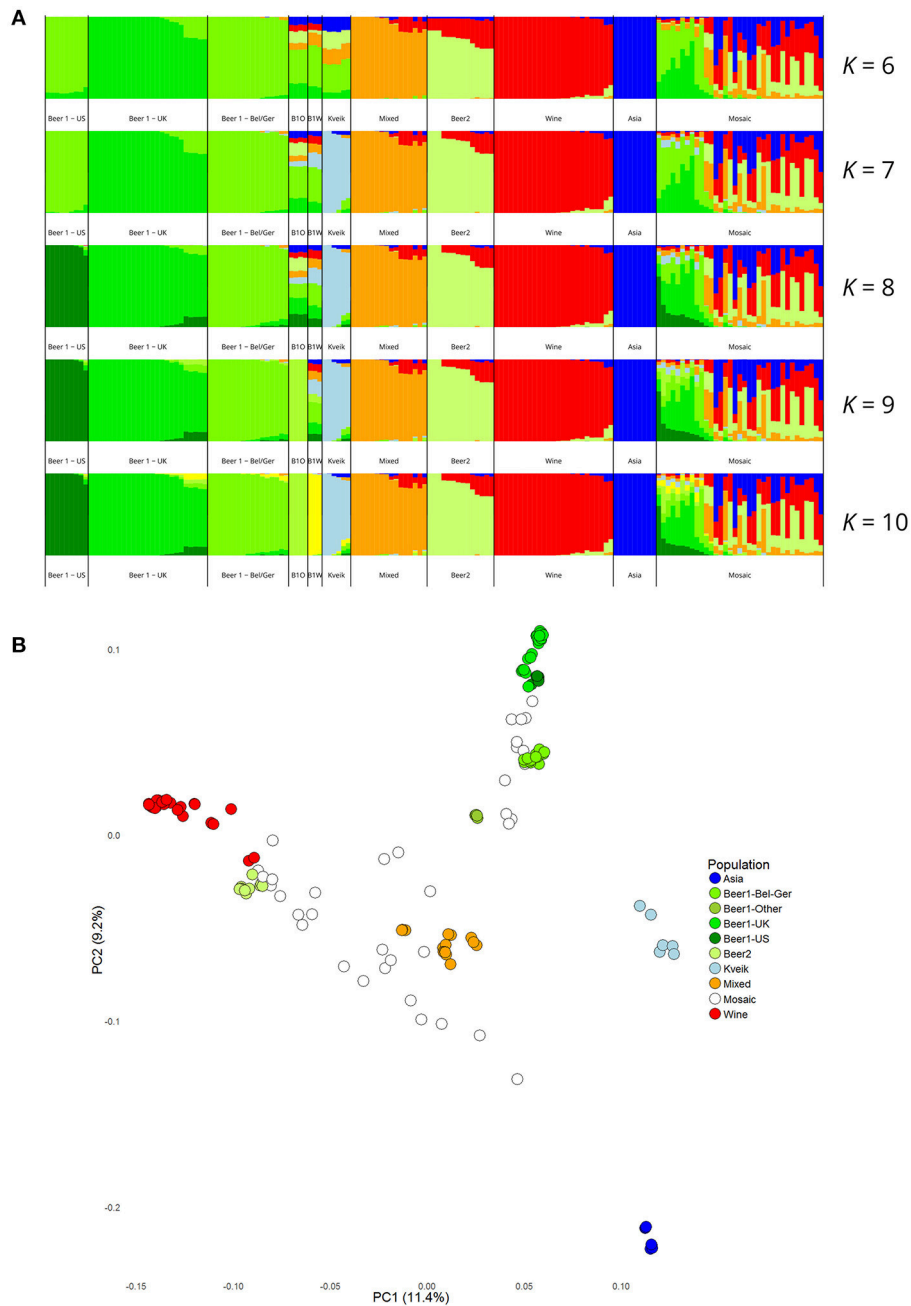 A
K = 6
Beer 1 – US Beer 1 – UK Beer 1 – Bel/Ger B1O B1W Kveik Mixed Beer2 Wine Asia Mosaic
K = 7
Beer 1 – US Beer 1 – UK Beer 1 – Bel/Ger B1O B1W Kveik Mixed Beer2 Wine Asia Mosaic
K = 8
Beer 1 – US Beer 1 – UK Beer 1 – Bel/Ger B1O B1W Kveik Mixed Beer2 Wine Asia Mosaic
K = 9
Beer 1 – US Beer 1 – UK Beer 1 – Bel/Ger B1O B1W Kveik Mixed Beer2 Wine Asia Mosaic
K = 10
Beer 1 – US Beer 1 – UK Beer 1 – Bel/Ger B1O B1W Kveik Mixed Beer2 Wine Asia Mosaic
B
0.1
0.0
-0.1
-0.2
PC2 (9.2%)
Population
Asia
Beer1-Bel-Ger
Beer1-Other
Beer1-UK
Beer1-US
Beer2
Kveik
Mixed
Mosaic
Wine
-0.15 -0.10 -0.05 0.00 0.05 0.10
PC1 (11.4%)